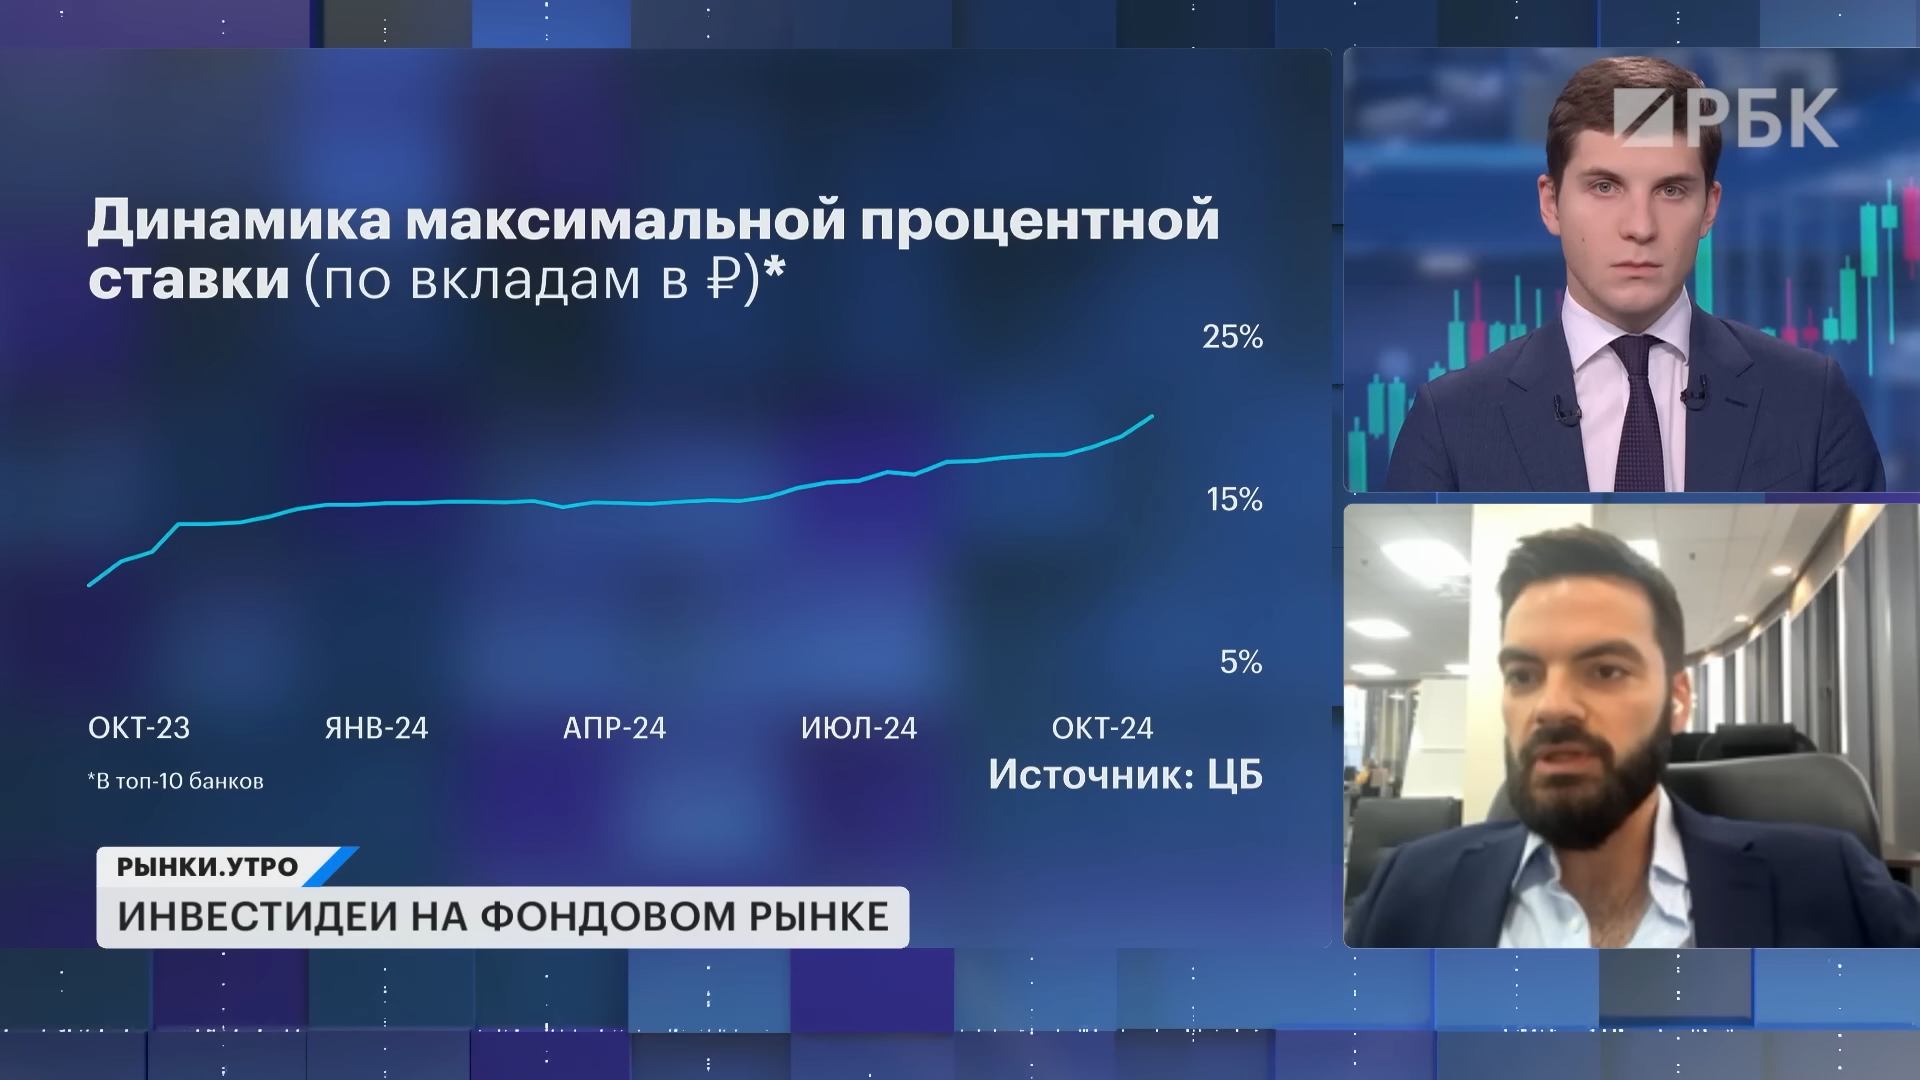 РБК
Динамика максимальной процентной
ставки (по вкладам в ₽)*
25%
15%
5%
ОКТ-23 ЯНВ-24 АПР-24 ИЮЛ-24 ОКТ-24
*В топ-10 банков
Источник: ЦБ
РЫНКИ.УТРО
ИНВЕСТИДЕИ НА ФОНДОВОМ РЫНКЕ